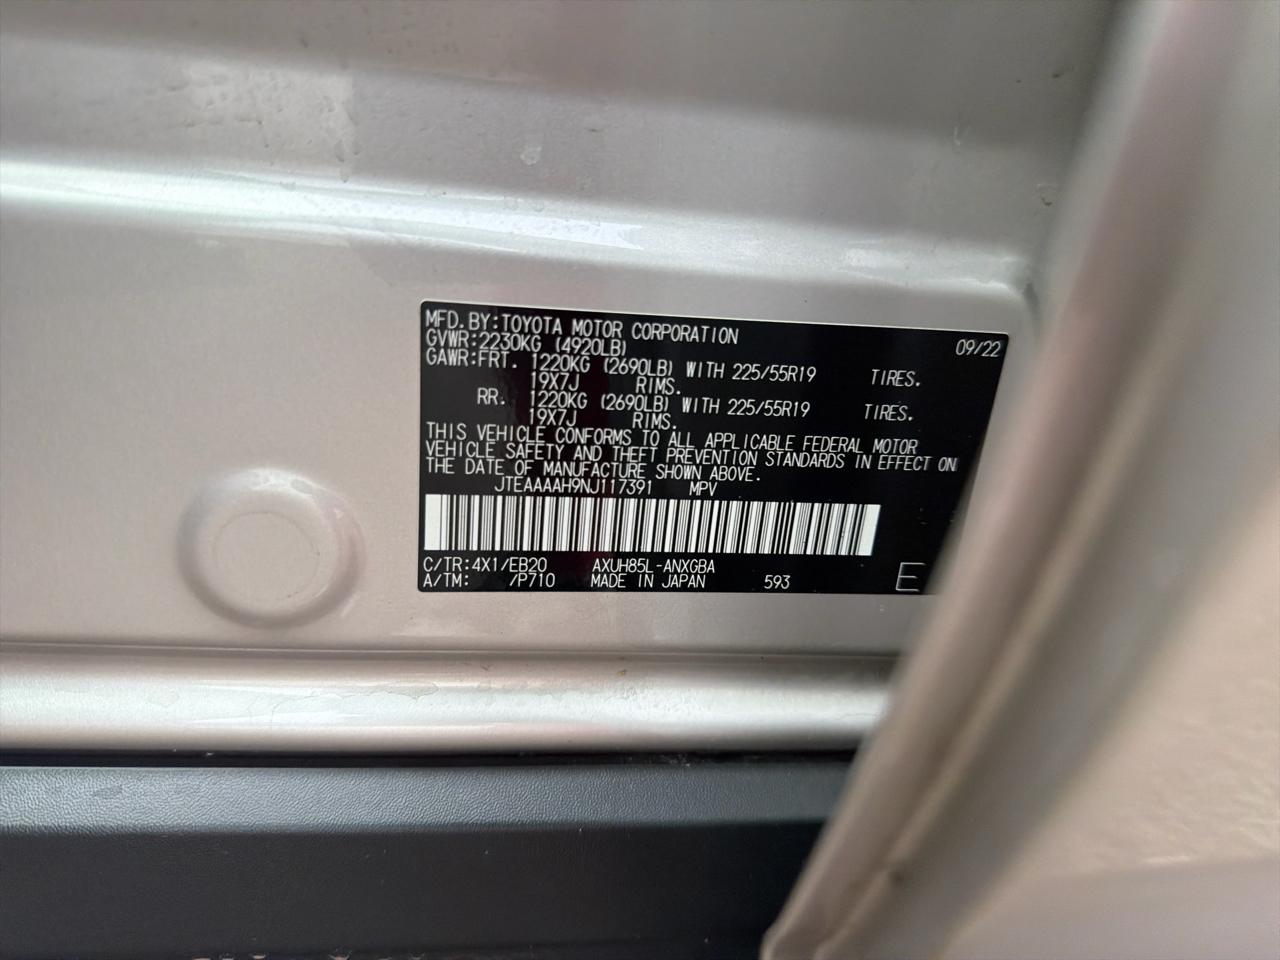 MFD. BY:TOYOTA MOTOR CORPORATION 09/22
GVWR:2230KG (4920LB)
GAWR:FRT. 1220KG (2690LB) WITH 225/55R19 TIRES.
19X7J RIMS.
RR. 1220KG (2690LB) WITH 225/55R19 TIRES.
19X7J RIMS.
THIS VEHICLE CONFORMS TO ALL APPLICABLE FEDERAL MOTOR
VEHICLE SAFETY AND THEFT PREVENTION STANDARDS IN EFFECT ON
THE DATE OF MANUFACTURE SHOWN ABOVE.
JTEAAAAH9NJ117391 MPV
C/TR:4X1/EB20 AXUH85L-ANXGBA
A/TM: /P710 MADE IN JAPAN 593 E